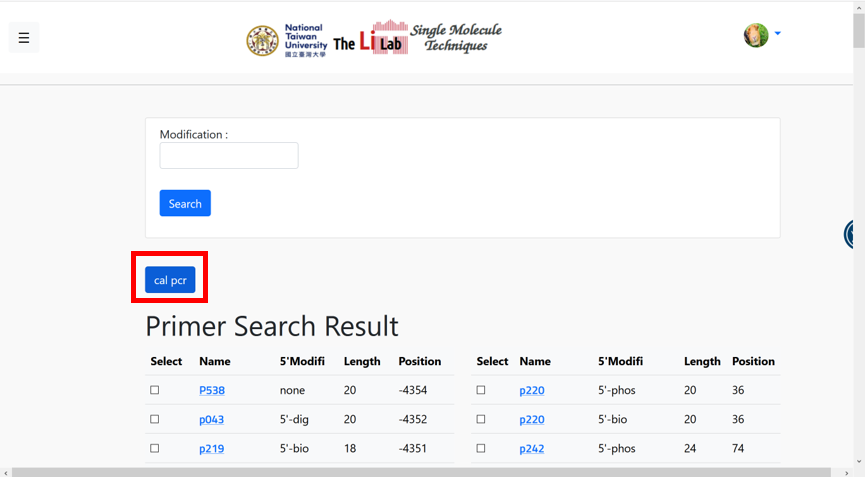 ☰
National
Taiwan
University
國立臺灣大學
The Li Lab
Single Molecule
Techniques
Modification :
Search
cal pcr
Primer Search Result
Select Name 5'Modifi Length Position Select Name 5'Modifi Length Position
P538 none 20 -4354 p220 5'-phos 20 36
p043 5'-dig 20 -4352 p220 5'-bio 20 36
p219 5'-bio 18 -4351 p242 5'-phos 24 74